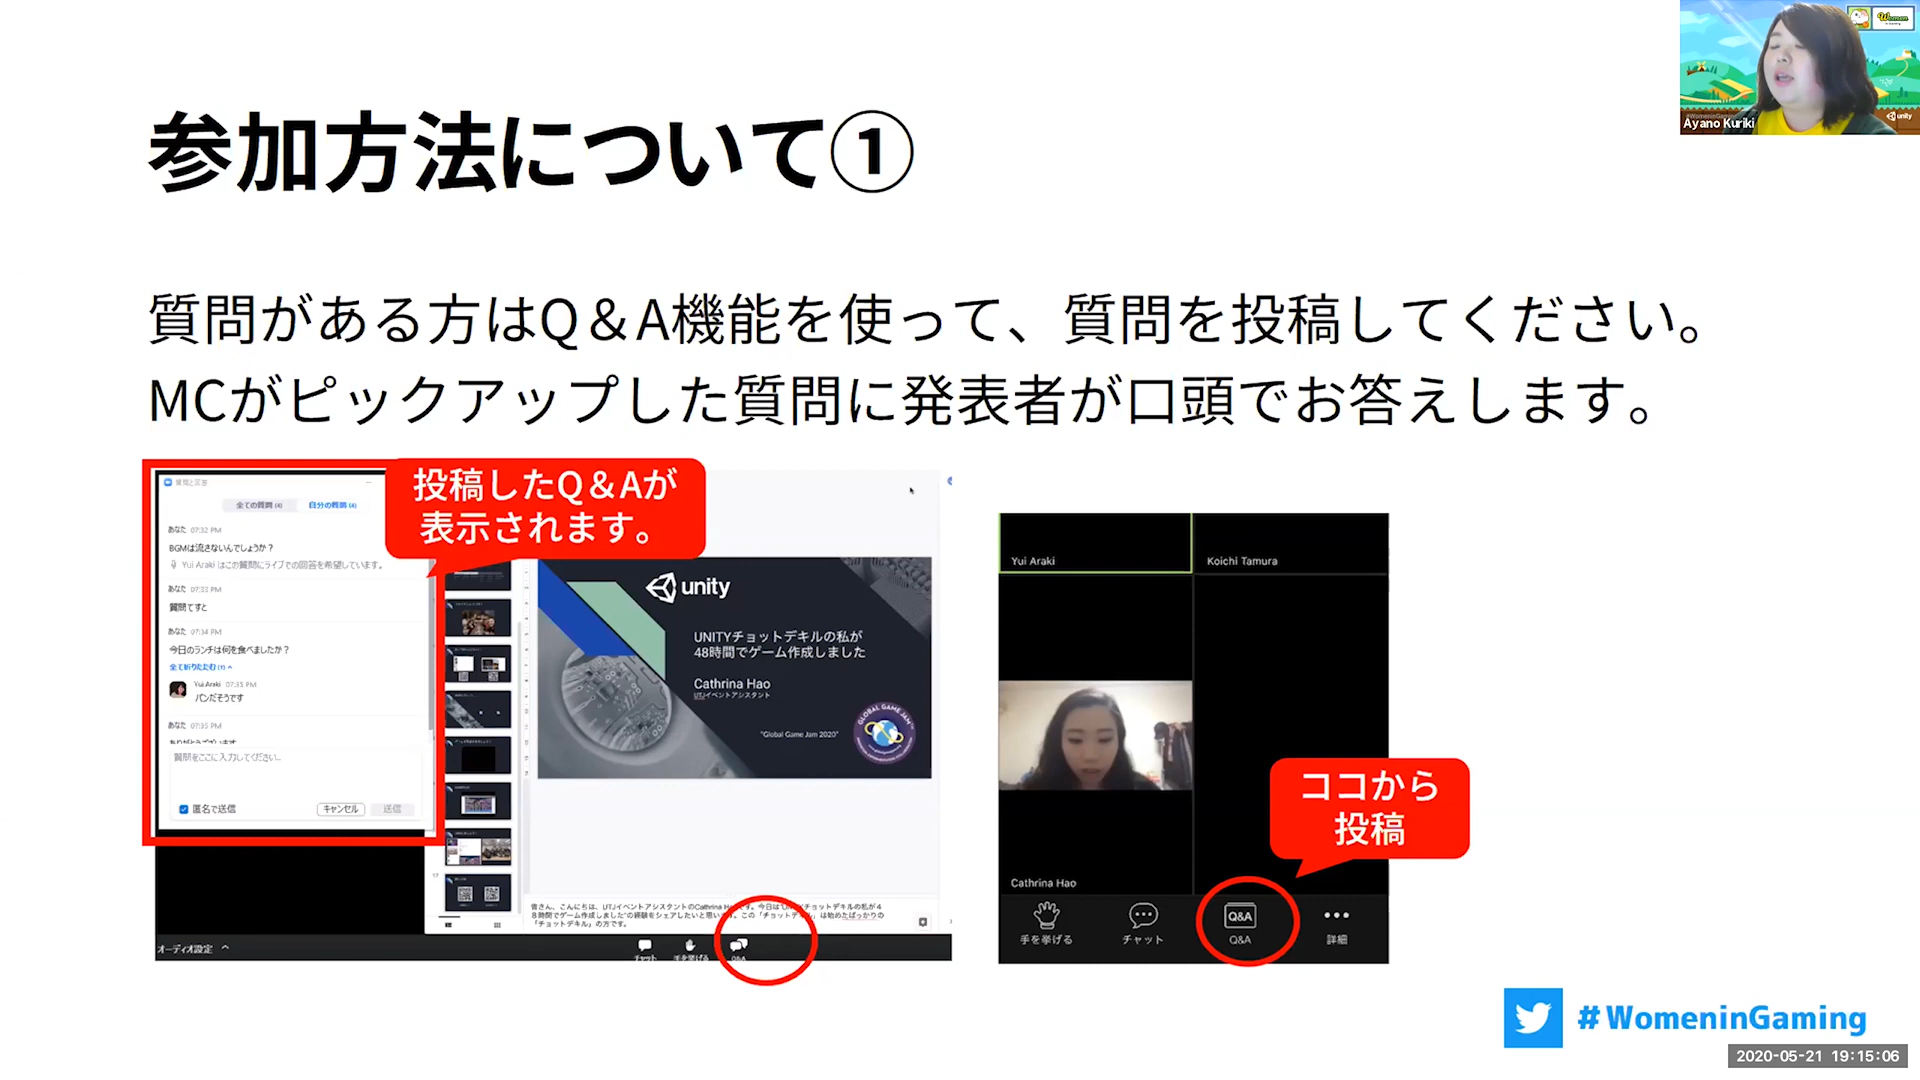 参加方法について①
Women
Ayano Kuriki
unity
質問がある方はQ＆A機能を使って、質問を投稿してください。
MCがピックアップした質問に発表者が口頭でお答えします。
投稿したQ＆Aが
表示されます。
質問と回答
全ての質問 (4)
自分の質問 (4)
あなた 07:32 PM
BGMは流さないんでしょうか？
Yui Araki はこの質問にライブでの回答を希望しています。
あなた 07:33 PM
質問ですと
あなた 07:34 PM
今日のランチは何を食べましたか？
全て折りたたむ (1)
Yui Araki 07:35 PM
パンだそうです
あなた 07:35 PM
ありがとうございます
質問をここに入力してください...
匿名で送信
キャンセル
送信
unity
UNITYチョットデキルの私が
48時間でゲーム作成しました
Cathrina Hao
UTJイベントアシスタント
"Global Game Jam 2020"
GLOBAL GAME JAM
オーディオ設定
チャット
手を挙げる
Q&A
Yui Araki
Koichi Tamura
Cathrina Hao
ココから
投稿
手を挙げる
チャット
Q&A
Q&A
詳細
#WomeninGaming
2020-05-21 19:15:06